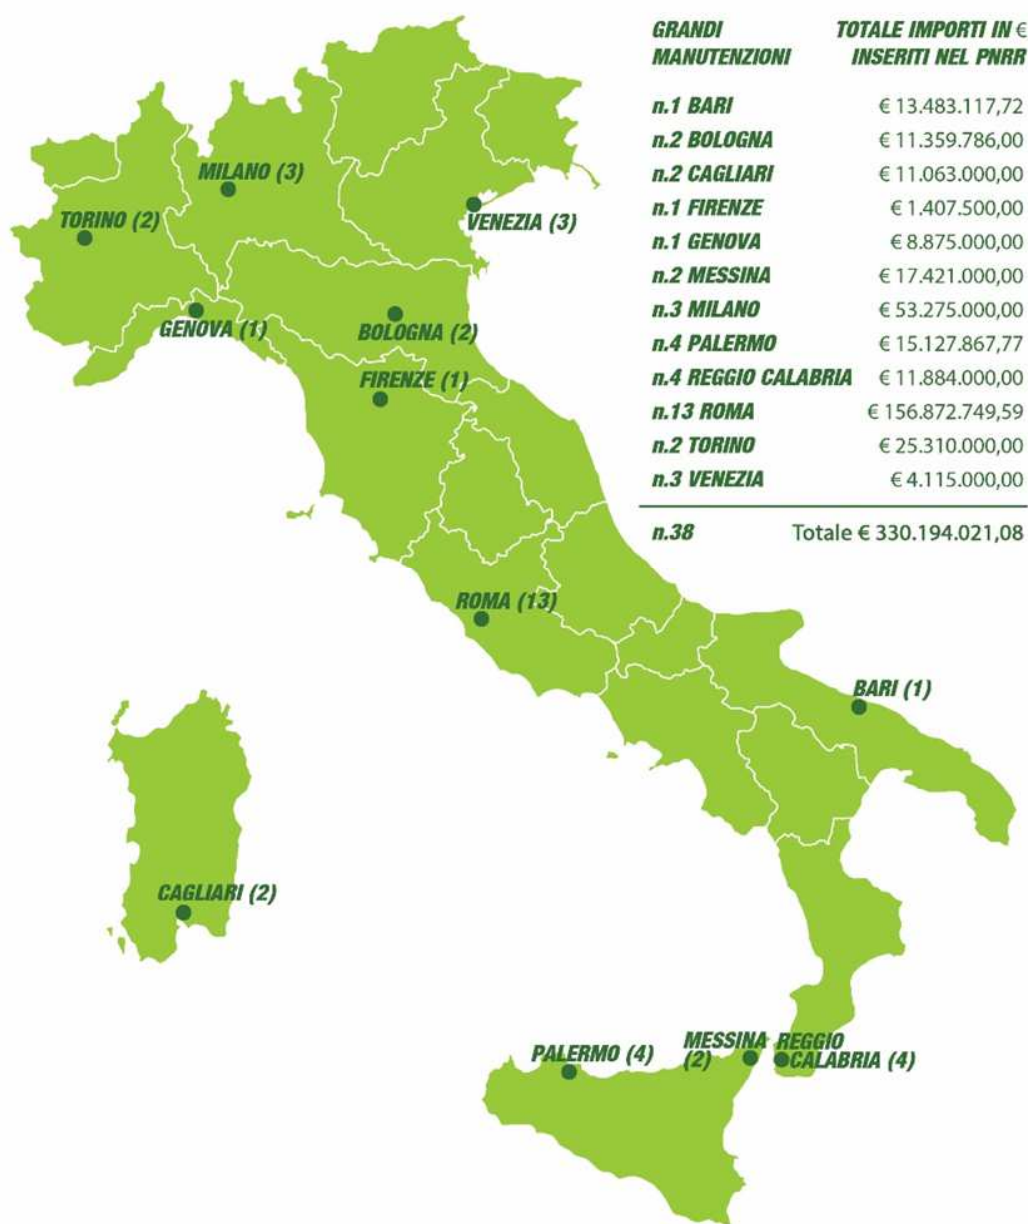 GRANDI MANUTENZIONI
TOTALE IMPORTI IN € INSERITI NEL PNRR
n.1 BARI € 13.483.117,72
n.2 BOLOGNA € 11.359.786,00
n.2 CAGLIARI € 11.063.000,00
n.1 FIRENZE € 1.407.500,00
n.1 GENOVA € 8.875.000,00
n.2 MESSINA € 17.421.000,00
n.3 MILANO € 53.275.000,00
n.4 PALERMO € 15.127.867,77
n.4 REGGIO CALABRIA € 11.884.000,00
n.13 ROMA € 156.872.749,59
n.2 TORINO € 25.310.000,00
n.3 VENEZIA € 4.115.000,00
n.38 Totale € 330.194.021,08
MILANO (3)
TORINO (2)
VENEZIA (3)
GENOVA (1)
BOLOGNA (2)
FIRENZE (1)
ROMA (13)
BARI (1)
CAGLIARI (2)
PALERMO (4)
MESSINA
(2)
REGGIO
CALABRIA (4)